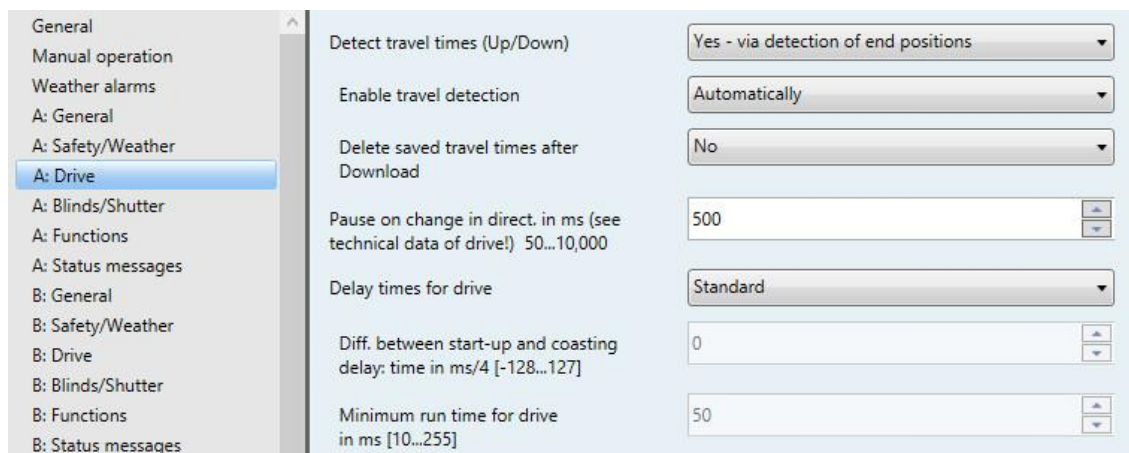 General
Manual operation
Weather alarms
A: General
A: Safety/Weather
A: Drive
A: Blinds/Shutter
A: Functions
A: Status messages
B: General
B: Safety/Weather
B: Drive
B: Blinds/Shutter
B: Functions
B: Status messages
Detect travel times (Up/Down)
Yes - via detection of end positions
Enable travel detection
Automatically
Delete saved travel times after
Download
No
Pause on change in direct. in ms (see
technical data of drive!) 50...10,000
500
Delay times for drive
Standard
Diff. between start-up and coasting
delay: time in ms/4 [-128...127]
0
Minimum run time for drive
in ms [10...255]
50